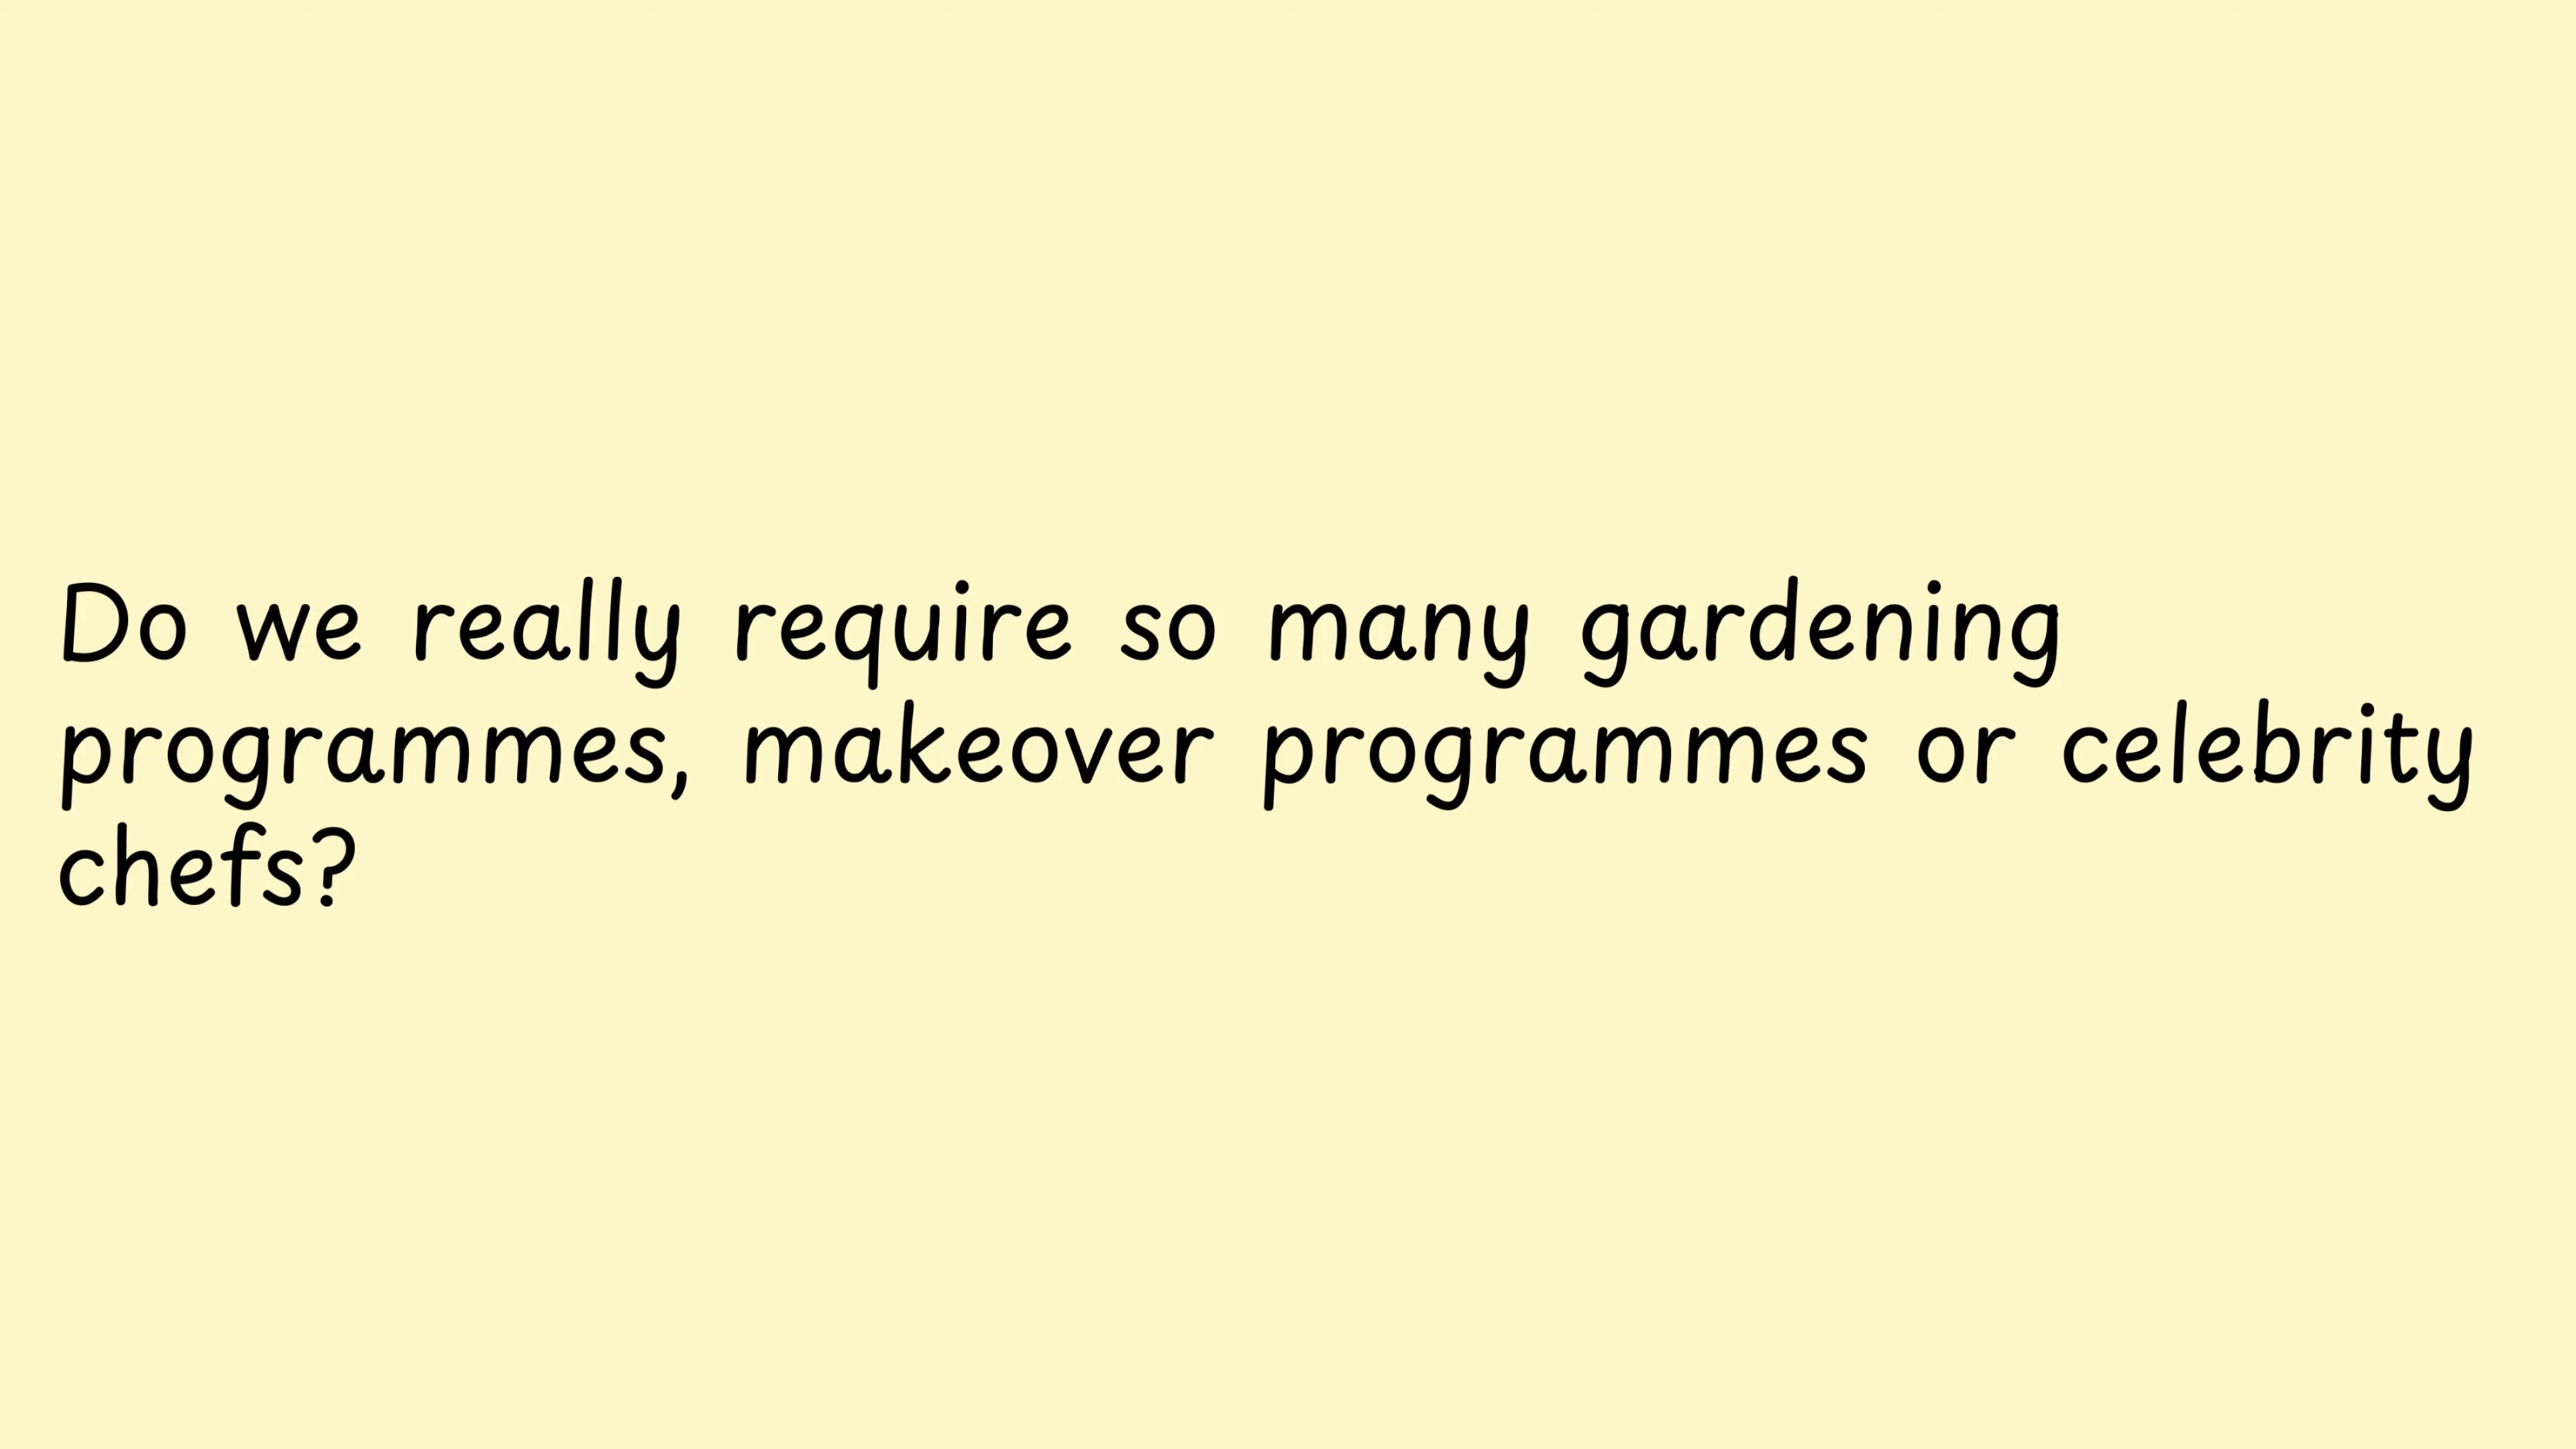 Do we really require so many gardening
programmes, makeover programmes or celebrity
chefs?